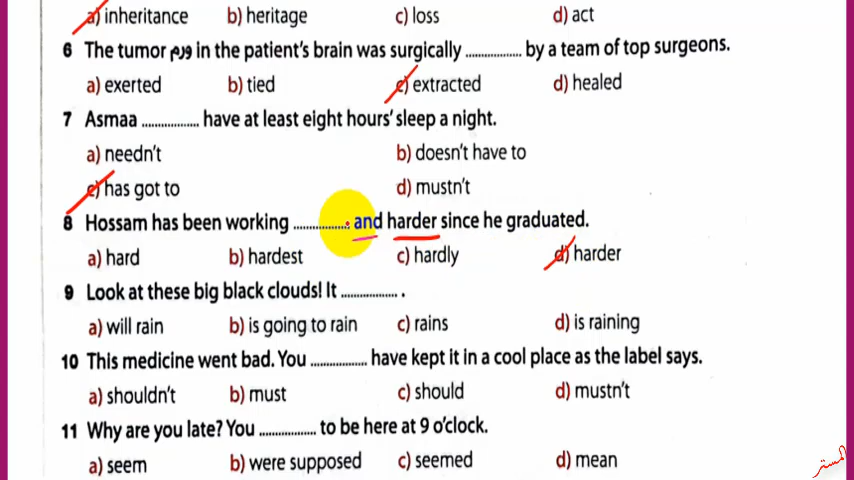 a) inheritance b) heritage c) loss d) act
6 The tumor ورم in the patient's brain was surgically .............. by a team of top surgeons.
a) exerted b) tied c) extracted d) healed
7 Asmaa ................. have at least eight hours' sleep a night.
a) needn't b) doesn't have to
c) has got to d) mustn't
8 Hossam has been working ................ and harder since he graduated.
a) hard b) hardest c) hardly d) harder
9 Look at these big black clouds! It ................. .
a) will rain b) is going to rain c) rains d) is raining
10 This medicine went bad. You ................. have kept it in a cool place as the label says.
a) shouldn't b) must c) should d) mustn't
11 Why are you late? You ................. to be here at 9 o'clock.
a) seem b) were supposed c) seemed d) mean
المستر